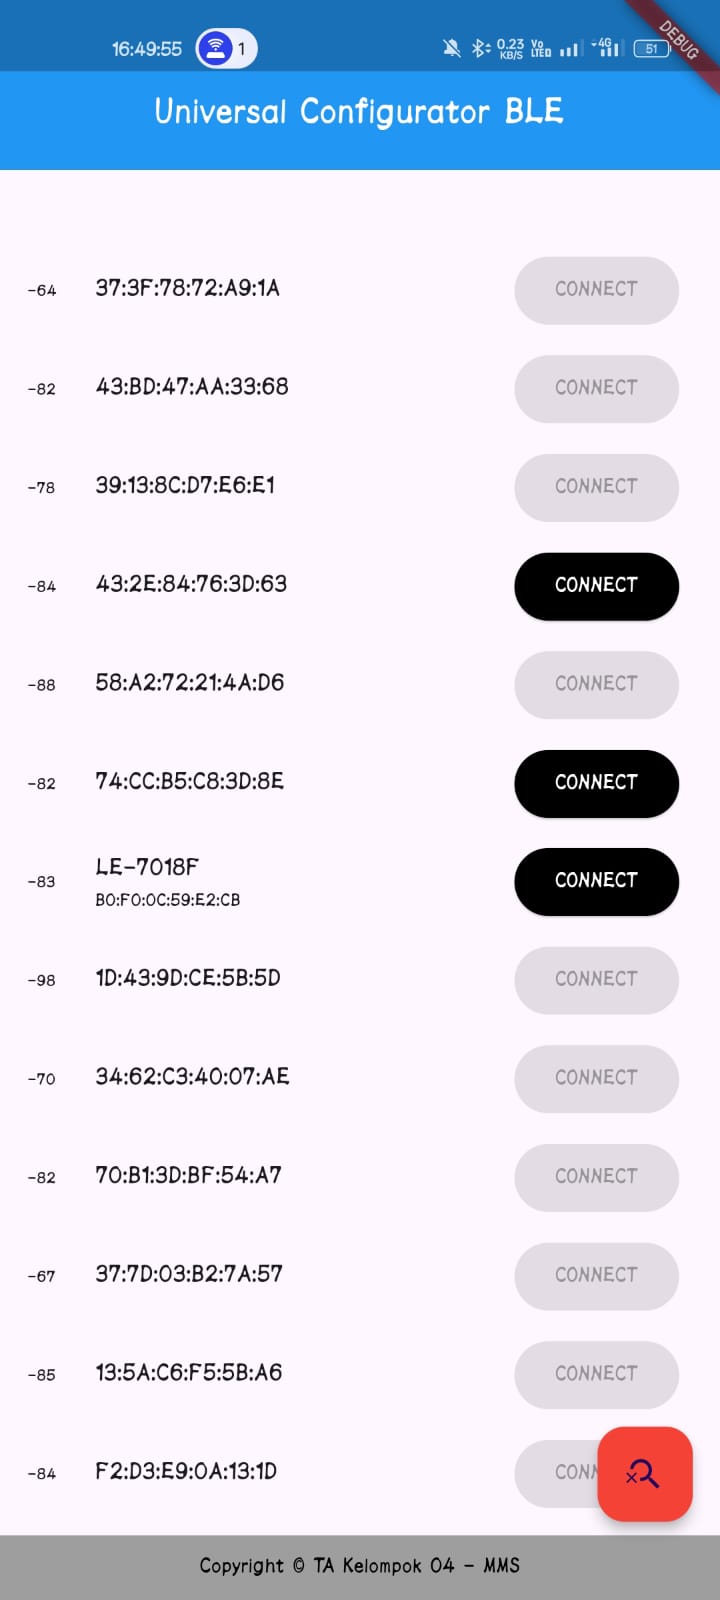 16:49:55 1 0.23 KB/S Vo LTED 4G 51
DEBUG
Universal Configurator BLE
-64 37:3F:78:72:A9:1A CONNECT
-82 43:BD:47:AA:33:68 CONNECT
-78 39:13:8C:D7:E6:E1 CONNECT
-84 43:2E:84:76:3D:63 CONNECT
-88 58:A2:72:21:4A:D6 CONNECT
-82 74:CC:B5:C8:3D:8E CONNECT
-83 LE-7018F CONNECT
B0:F0:0C:59:E2:CB
-98 1D:43:9D:CE:5B:5D CONNECT
-70 34:62:C3:40:07:AE CONNECT
-82 70:B1:3D:BF:54:A7 CONNECT
-67 37:7D:03:B2:7A:57 CONNECT
-85 13:5A:C6:F5:5B:A6 CONNECT
-84 F2:D3:E9:0A:13:1D CONN
Copyright © TA Kelompok 04 - MMS